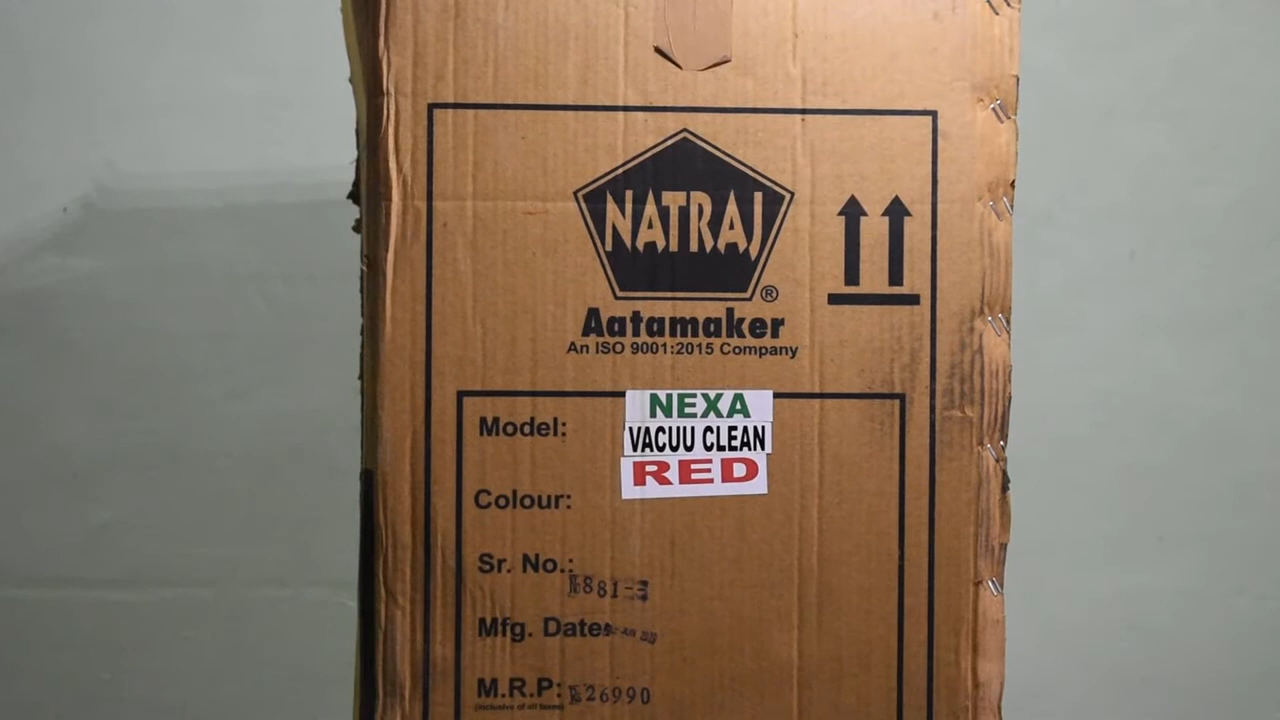 NATRAJ
®
Aatamaker
An ISO 9001:2015 Company
Model: NEXA
VACUU CLEAN
RED
Colour:
Sr. No.:
Mfg. Date:
M.R.P: 26990
(inclusive of all taxes)